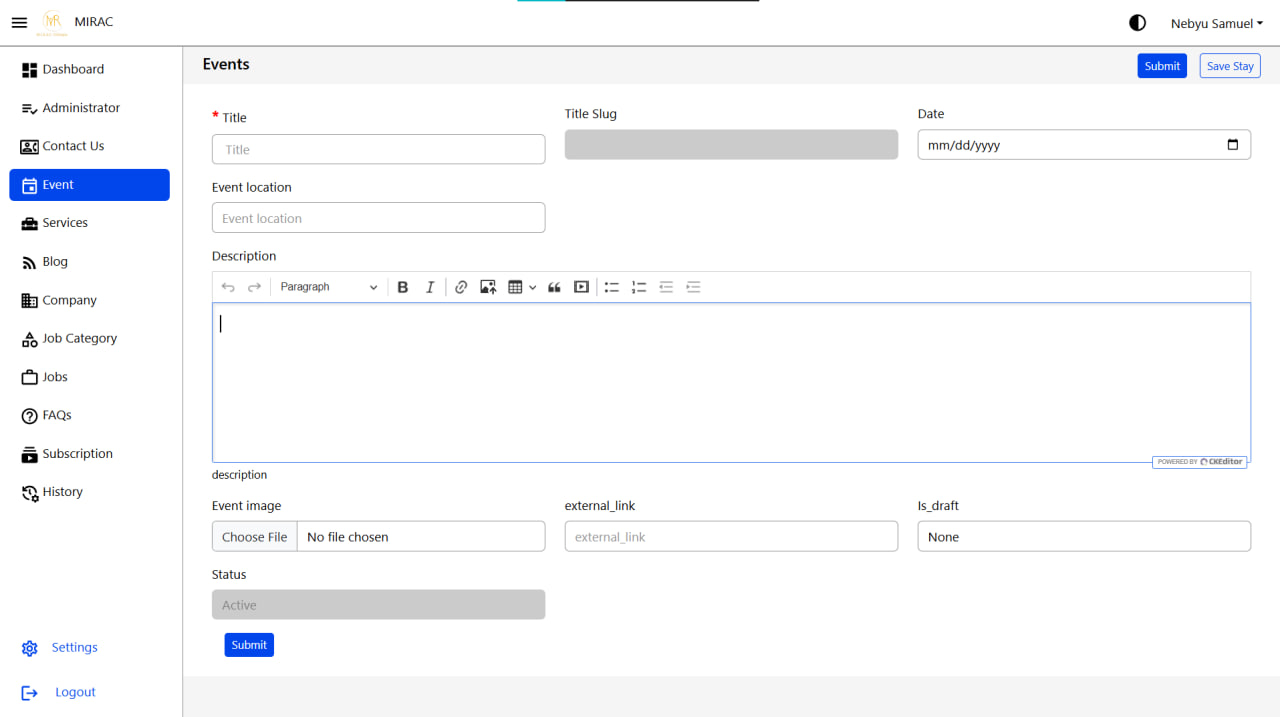 MIRAC
Nebyu Samuel
Dashboard
Administrator
Contact Us
Event
Services
Blog
Company
Job Category
Jobs
FAQs
Subscription
History
Settings
Logout
Events
Submit
Save Stay
* Title
Title
Title Slug
Date
mm/dd/yyyy
Event location
Event location
Description
Paragraph
B I
POWERED BY CKEditor
description
Event image
Choose File No file chosen
external_link
external_link
Is_draft
None
Status
Active
Submit